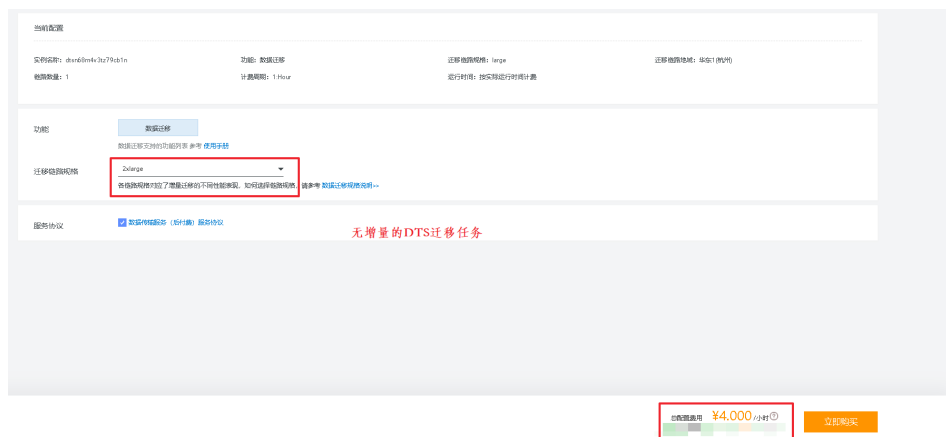 当前配置
实例名称: dtsn68m4v3tz79cb1n 功能: 数据迁移 迁移链路规格: large 迁移链路地域: 华东1(杭州)
链路数量: 1 计费周期: 1 Hour 运行时间: 按实际运行时间计费
功能 数据迁移
数据迁移支持的功能列表 参考 使用手册
迁移链路规格 2xlarge
各链路规格对应了增量迁移的不同性能表现，如何选择链路规格，请参考 数据迁移规格说明>>
服务协议 数据传输服务（后付费）服务协议
无增量的DTS迁移任务
总配置费用 ¥4.000 /小时 ?
立即购买